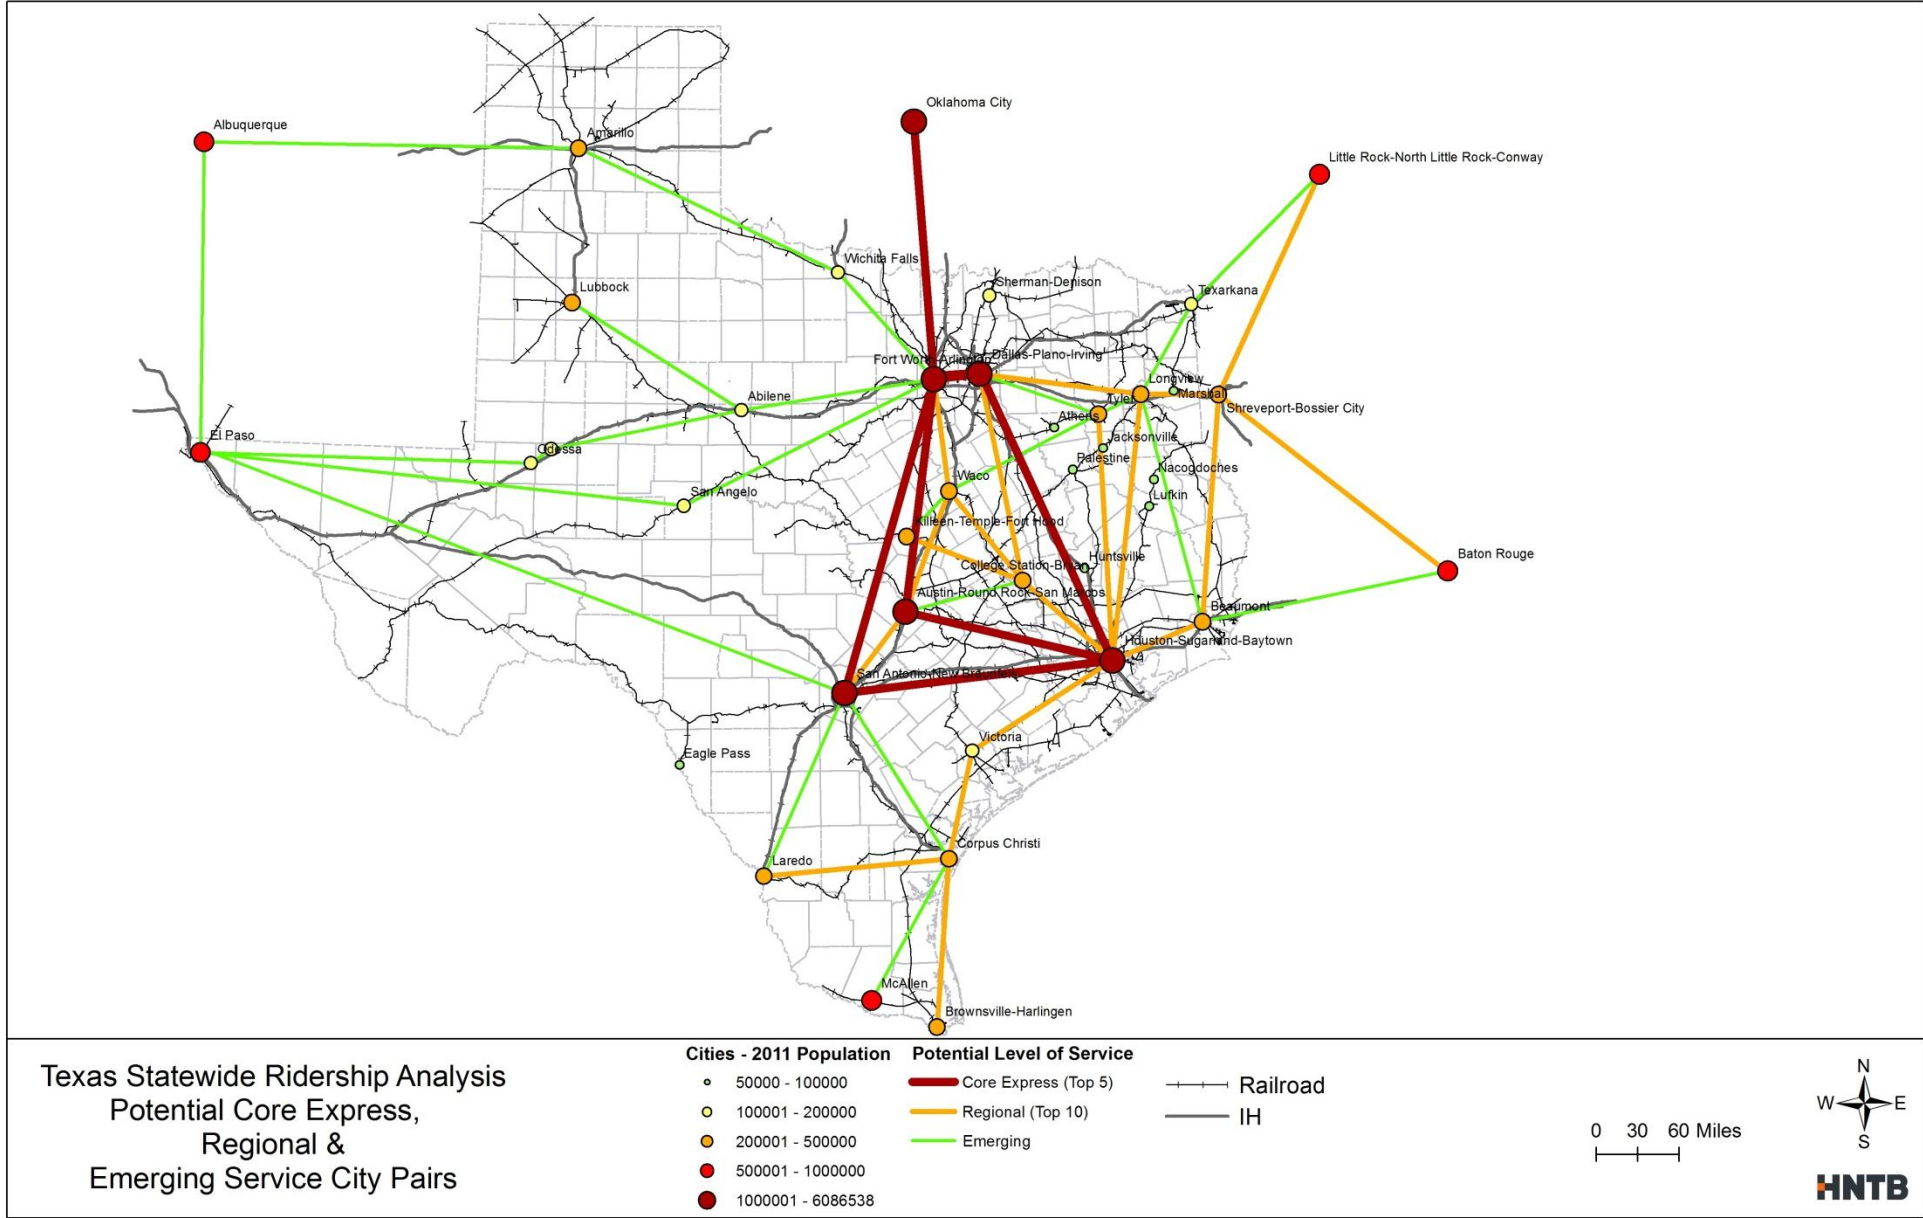 Oklahoma City
Albuquerque
Amarillo
Little Rock-North Little Rock-Conway
Wichita Falls
Sherman-Denison
Lubbock
Texarkana
Fort Worth-Arlington
Dallas-Plano-Irving
Longview
Abilene
Tyler
Marshall
Shreveport-Bossier City
Athens
El Paso
Odessa
Jacksonville
Palestine
Nacogdoches
Waco
San Angelo
Lufkin
Killeen-Temple-Fort Hood
Huntsville
College Station-Bryan
Baton Rouge
Austin-Round Rock-San Marcos
Beaumont
Houston-Sugarland-Baytown
San Antonio-New Braunfels
Victoria
Eagle Pass
Corpus Christi
Laredo
McAllen
Brownsville-Harlingen
Texas Statewide Ridership Analysis
Potential Core Express,
Regional &
Emerging Service City Pairs
Cities - 2011 Population
50000 - 100000
100001 - 200000
200001 - 500000
500001 - 1000000
1000001 - 6086538
Potential Level of Service
Core Express (Top 5)
Regional (Top 10)
Emerging
Railroad
IH
0 30 60 Miles
N
W E
S
HNTB